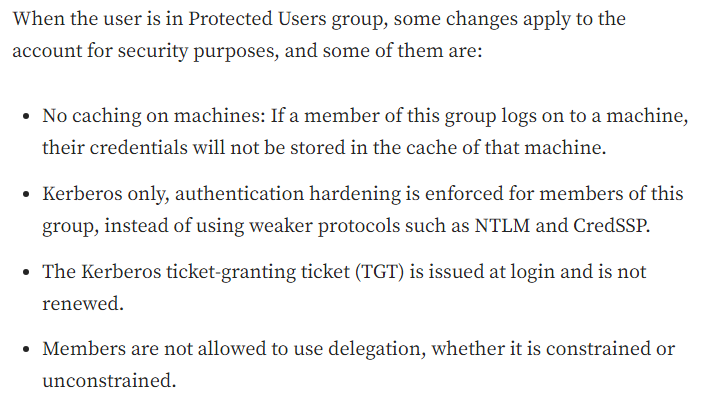 When the user is in Protected Users group, some changes apply to the
account for security purposes, and some of them are:
• No caching on machines: If a member of this group logs on to a machine,
their credentials will not be stored in the cache of that machine.
• Kerberos only, authentication hardening is enforced for members of this
group, instead of using weaker protocols such as NTLM and CredSSP.
• The Kerberos ticket-granting ticket (TGT) is issued at login and is not
renewed.
• Members are not allowed to use delegation, whether it is constrained or
unconstrained.